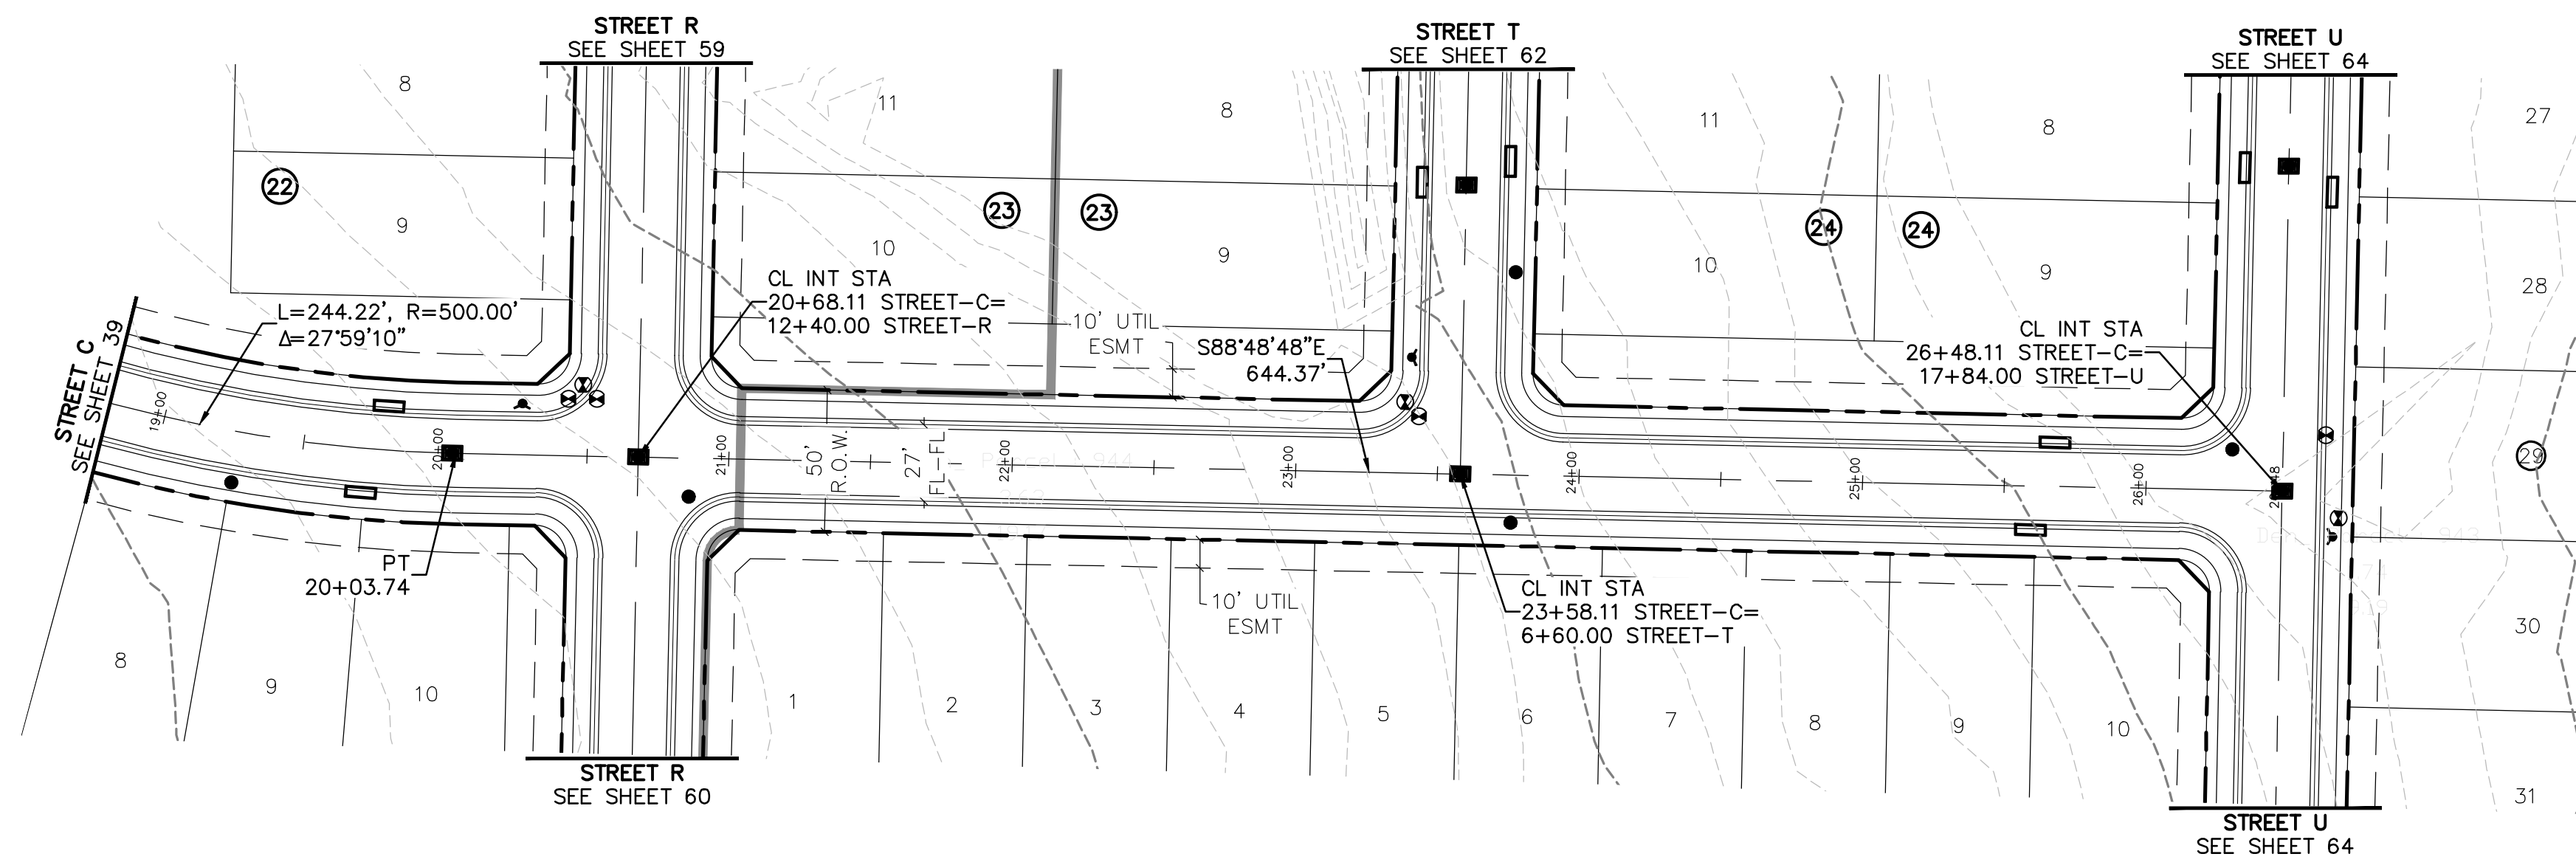 STREET R
SEE SHEET 59
STREET T
SEE SHEET 62
STREET U
SEE SHEET 64
8
11
8
11
8
27
22
23
23
24
24
9
10
9
10
9
28
CL INT STA
20+68.11 STREET-C=
12+40.00 STREET-R
L=244.22', R=500.00'
Δ=27°59'10"
10' UTIL
ESMT
S88°48'48"E
644.37'
CL INT STA
26+48.11 STREET-C=
17+84.00 STREET-U
STREET C
SEE SHEET 39
19+00
20+00
21+00
50'
R.O.W.
27'
FL-FL
22+00
23+00
24+00
25+00
26+00
29
PT
20+03.74
10' UTIL
ESMT
CL INT STA
23+58.11 STREET-C=
6+60.00 STREET-T
8
9
10
1
2
3
4
5
6
7
8
9
10
30
31
STREET R
SEE SHEET 60
STREET U
SEE SHEET 64